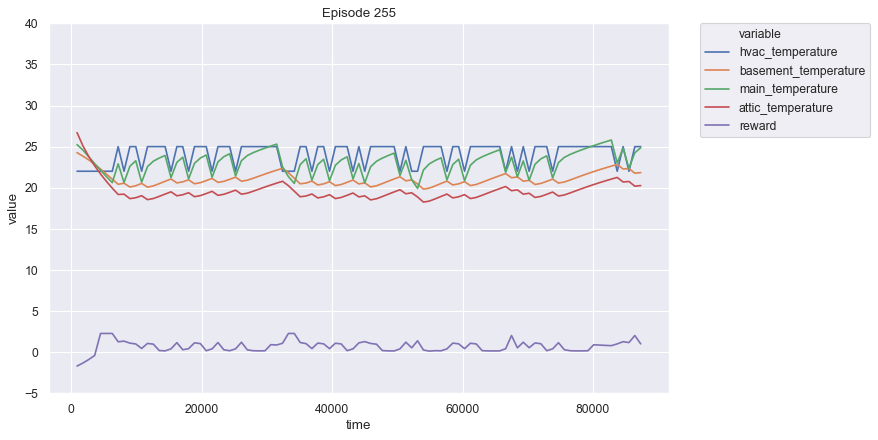 Episode 255
40
35
30
25
20
15
10
5
0
−5
value
0
20000
40000
60000
80000
time
variable
hvac_temperature
basement_temperature
main_temperature
attic_temperature
reward